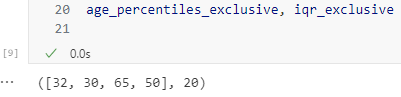 20 age_percentiles_exclusive, iqr_exclusive
21
[9] ✓ 0.0s
... ([32, 30, 65, 50], 20)